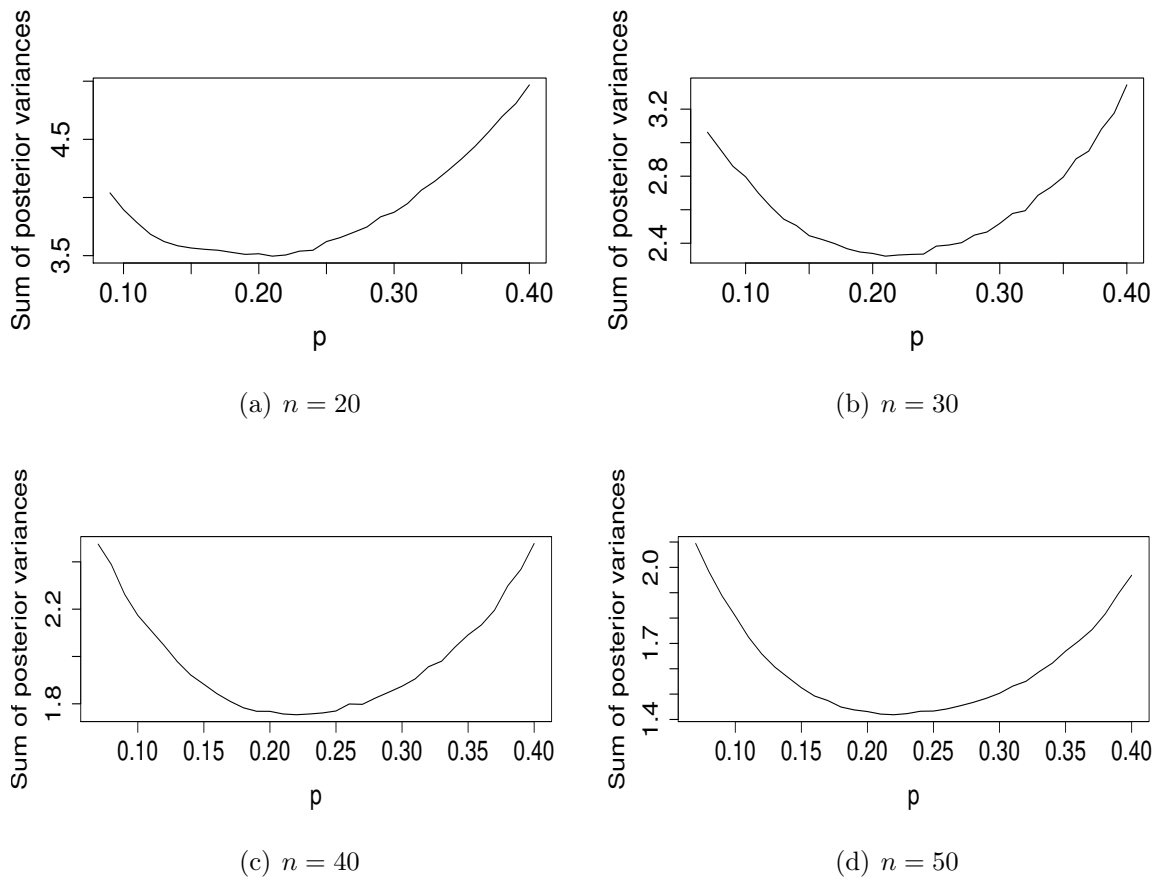 Sum of posterior variances
4.5
3.5
0.10 0.20 0.30 0.40
p
(a) n = 20
Sum of posterior variances
3.2
2.8
2.4
0.10 0.20 0.30 0.40
p
(b) n = 30
Sum of posterior variances
2.2
1.8
0.10 0.15 0.20 0.25 0.30 0.35 0.40
p
(c) n = 40
Sum of posterior variances
2.0
1.7
1.4
0.10 0.15 0.20 0.25 0.30 0.35 0.40
p
(d) n = 50